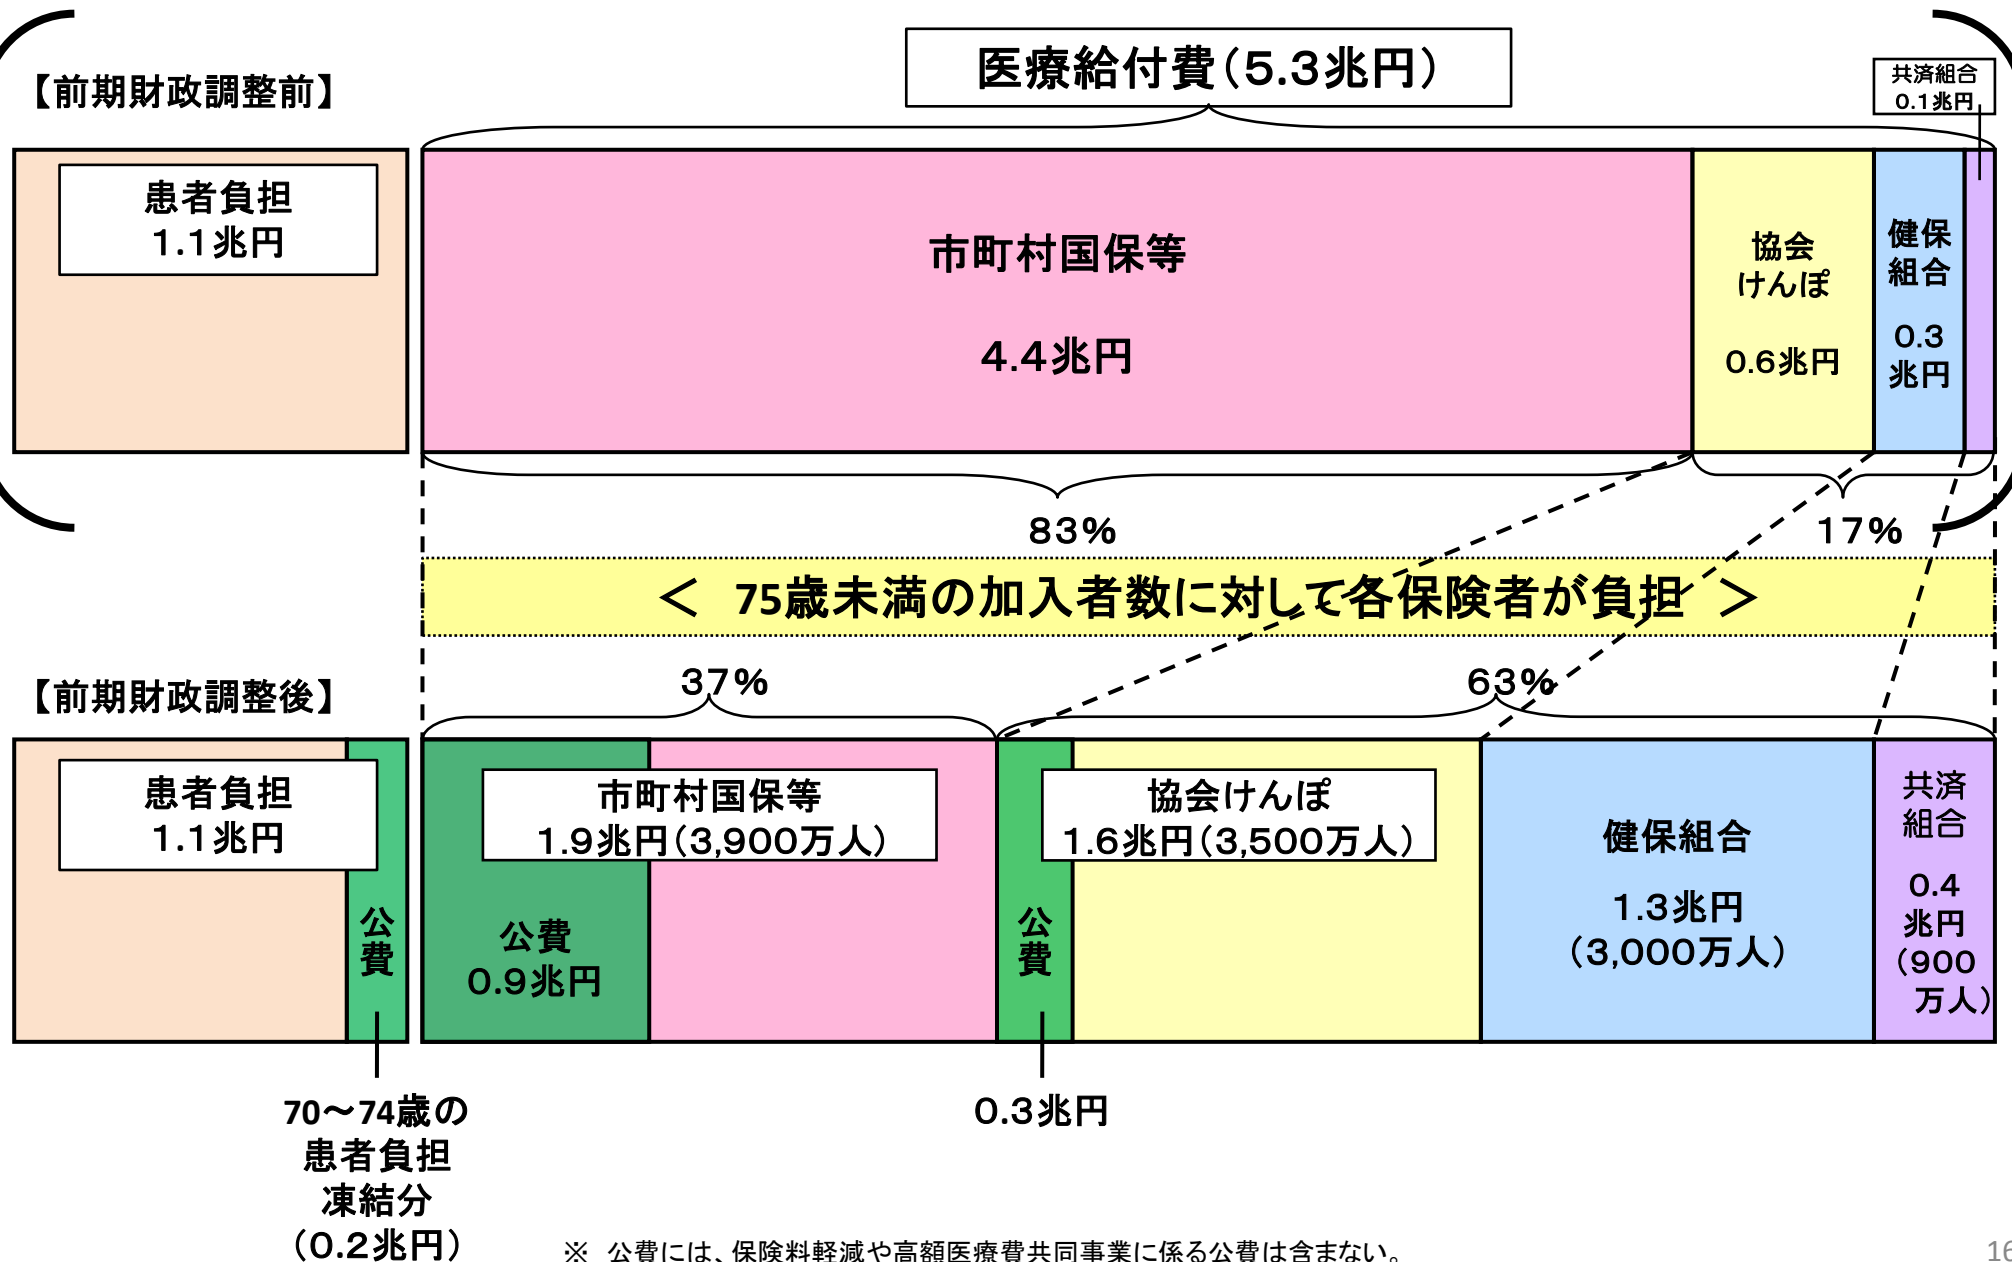 医療給付費（５.３兆円）
【前期財政調整前】
共済組合
０.１兆円
患者負担
１.１兆円
市町村国保等
４.４兆円
協会
けんぽ
０.６兆円
健保
組合
０.３
兆円
８３％
１７％
＜ 75歳未満の加入者数に対して各保険者が負担 ＞
【前期財政調整後】
３７％
６３％
患者負担
１.１兆円
公
費
市町村国保等
１.９兆円（３,９００万人）
公費
０.９兆円
公
費
協会けんぽ
１.６兆円（３,５００万人）
健保組合
１.３兆円
（３,０００万人）
共済
組合
０.４
兆円
（９００
万人）
70～74歳の
患者負担
凍結分
（０.２兆円）
０.３兆円
※ 公費には、保険料軽減や高額医療費共同事業に係る公費は含まない。
16